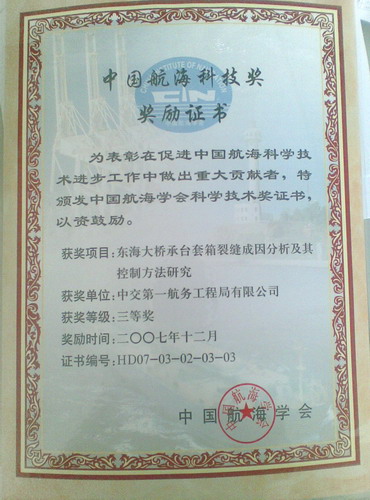 中国航海科技奖
奖励证书
为表彰在促进中国航海科学技
术进步工作中做出重大贡献者，特
颁发中国航海学会科学技术奖证书，
以资鼓励。
获奖项目：东海大桥承台套箱裂缝成因分析及其
控制方法研究
获奖单位：中交第一航务工程局有限公司
获奖等级：三等奖
奖励时间：二〇〇七年十二月
证书编号：HD07-03-02-03-03
中国航海学会